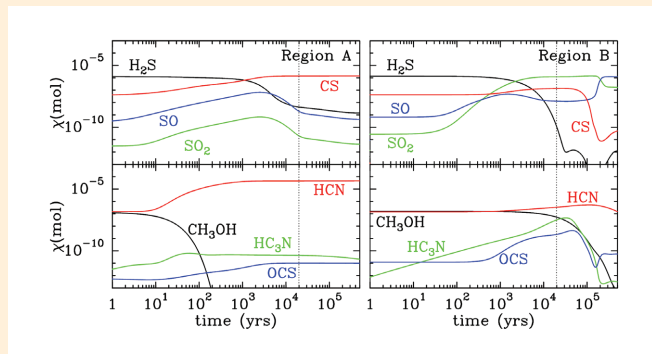 Region A
Region B
10⁻⁵
10⁻¹⁰
χ(mol)
H₂S
CS
SO
SO₂
H₂S
SO
SO₂
CS
10⁻⁵
10⁻¹⁰
χ(mol)
HCN
CH₃OH
HC₃N
OCS
HCN
CH₃OH
HC₃N
OCS
1 10¹ 10² 10³ 10⁴ 10⁵
1 10¹ 10² 10³ 10⁴ 10⁵
time (yrs)
time (yrs)